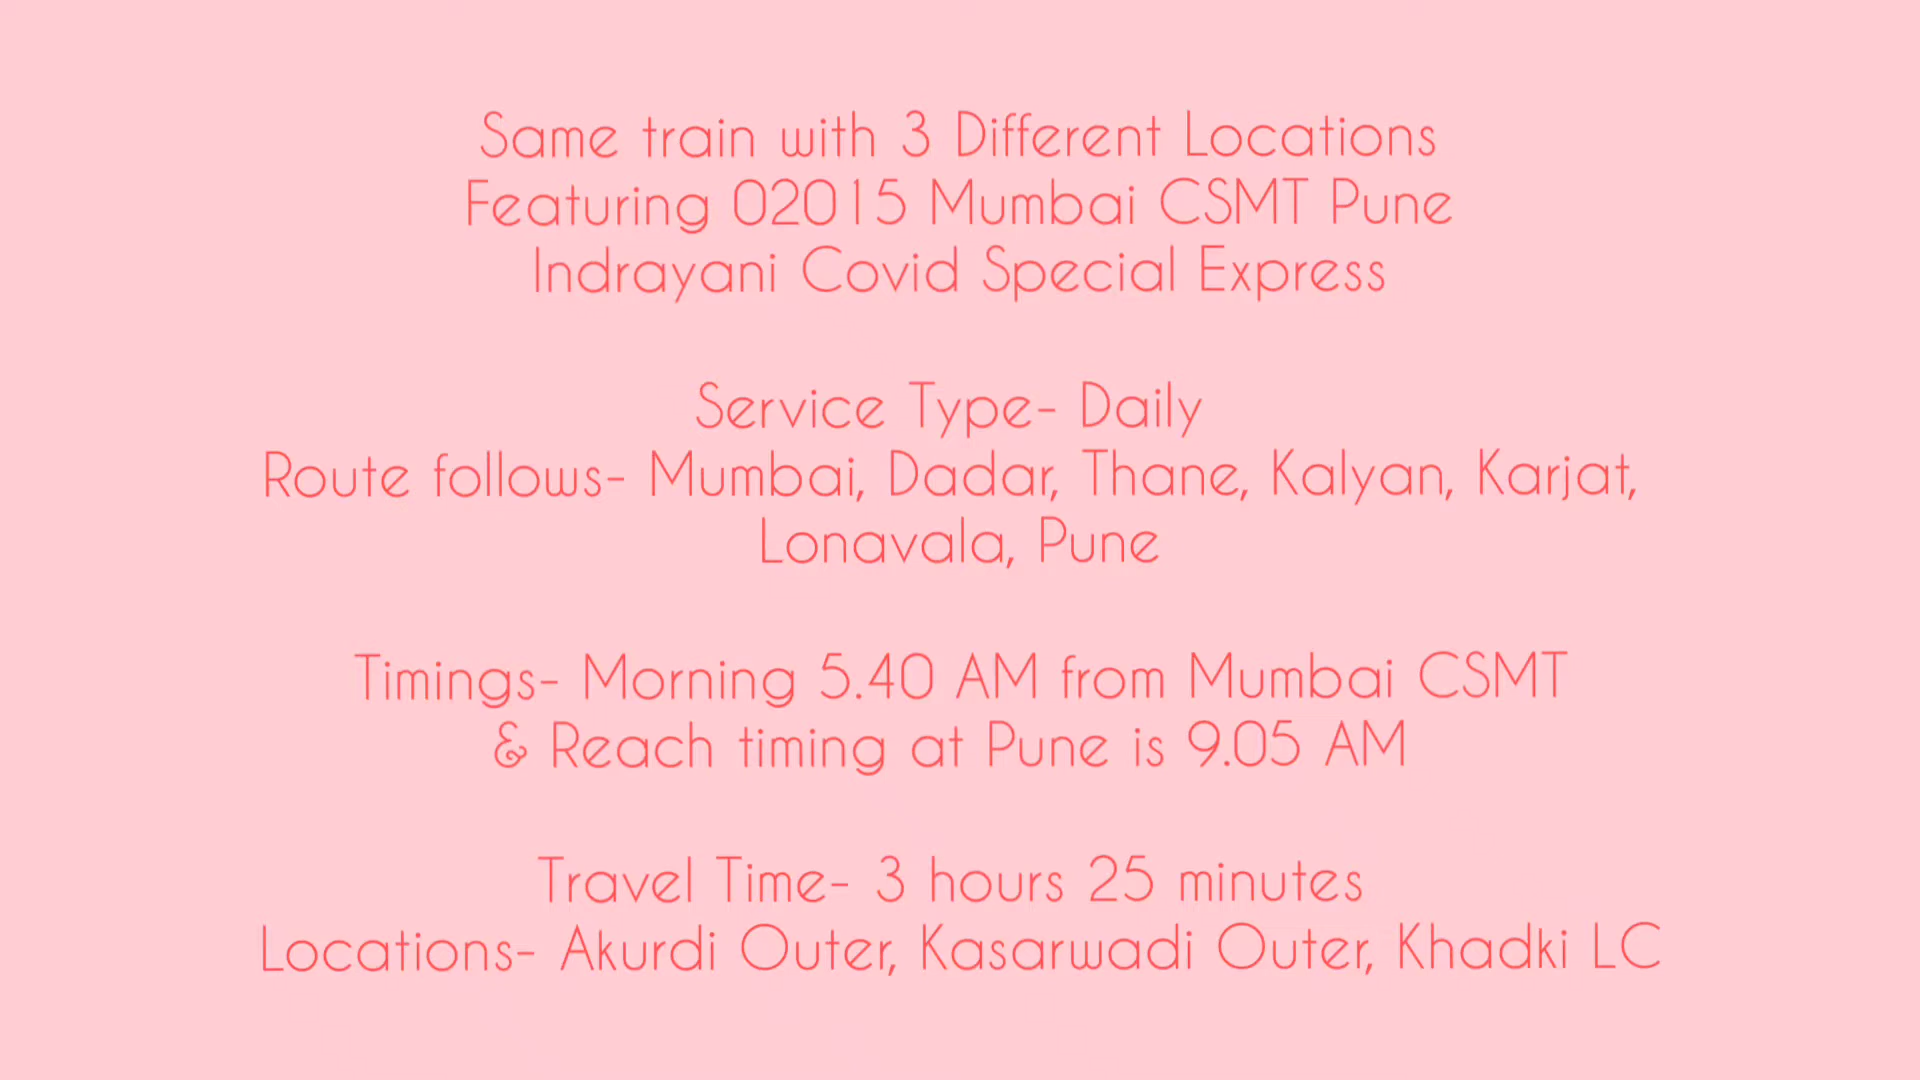 Same train with 3 Different Locations
Featuring 02015 Mumbai CSMT Pune
Indrayani Covid Special Express
Service Type- Daily
Route follows- Mumbai, Dadar, Thane, Kalyan, Karjat,
Lonavala, Pune
Timings- Morning 5.40 AM from Mumbai CSMT
& Reach timing at Pune is 9.05 AM
Travel Time- 3 hours 25 minutes
Locations- Akurdi Outer, Kasarwadi Outer, Khadki LC